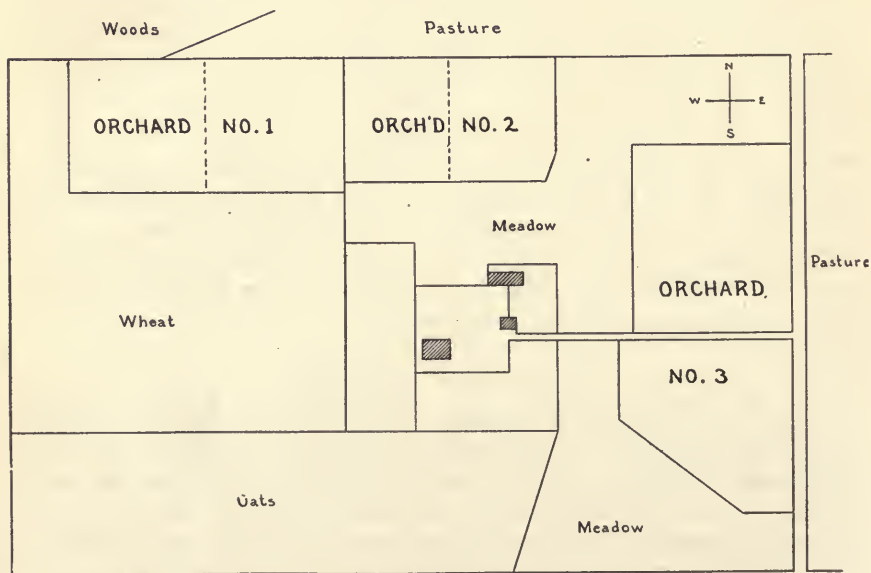 Woods
Pasture
N
W E
S
ORCHARD NO. 1
ORCH'D NO. 2
Meadow
Pasture
ORCHARD.
Wheat
NO. 3
Oats
Meadow